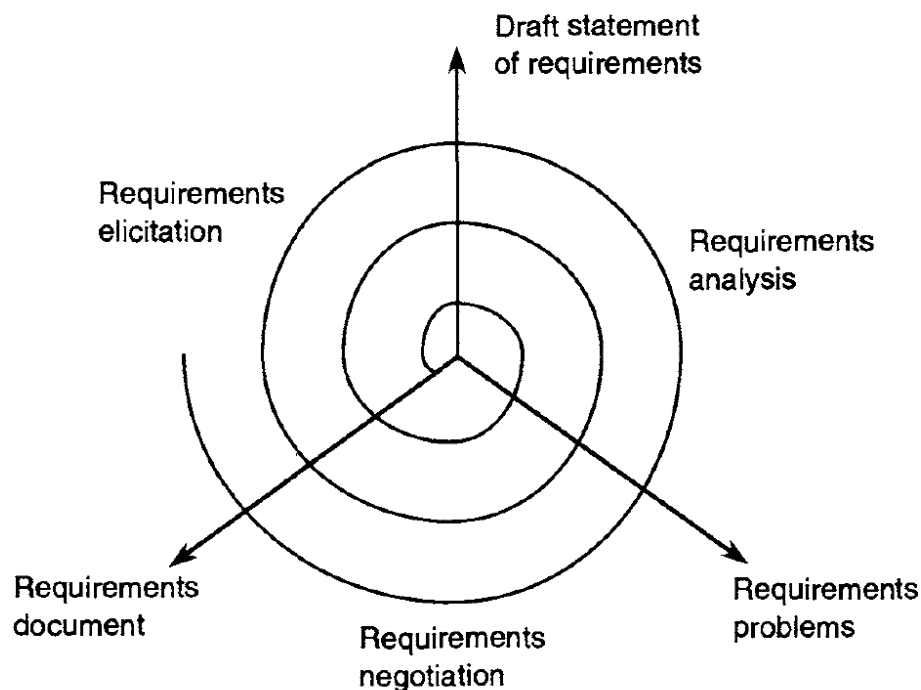 Draft statement
of requirements
Requirements
elicitation
Requirements
analysis
Requirements
document
Requirements
problems
Requirements
negotiation